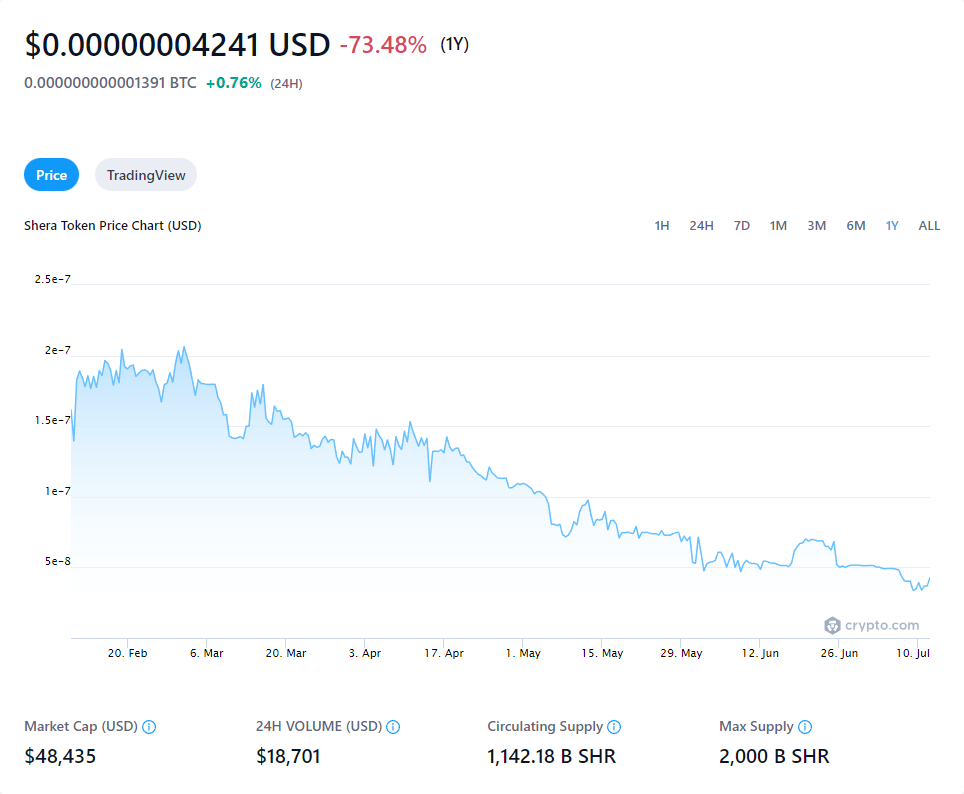 $0.00000004241 USD -73.48% (1Y)
0.000000000001391 BTC +0.76% (24H)
Price TradingView
Shera Token Price Chart (USD) 1H 24H 7D 1M 3M 6M 1Y ALL
2.5e-7
2e-7
1.5e-7
1e-7
5e-8
crypto.com
20. Feb 6. Mar 20. Mar 3. Apr 17. Apr 1. May 15. May 29. May 12. Jun 26. Jun 10. Jul
Market Cap (USD) 24H VOLUME (USD) Circulating Supply Max Supply
$48,435 $18,701 1,142.18 B SHR 2,000 B SHR